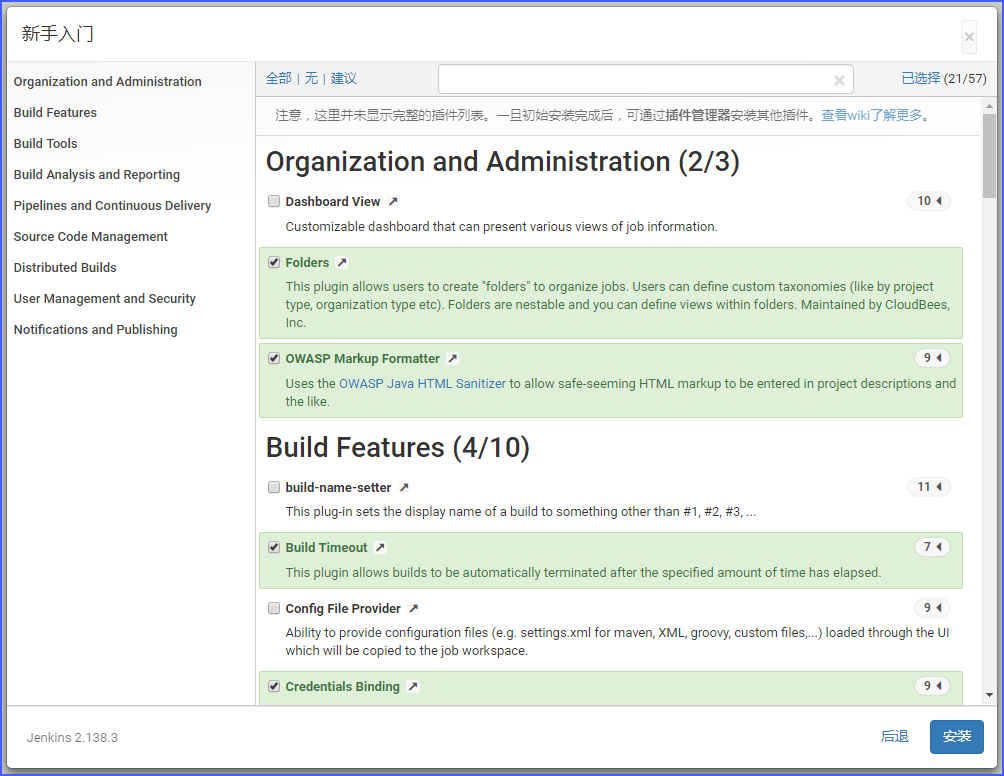 新手入门
×
Organization and Administration
Build Features
Build Tools
Build Analysis and Reporting
Pipelines and Continuous Delivery
Source Code Management
Distributed Builds
User Management and Security
Notifications and Publishing
全部 | 无 | 建议
×
已选择 (21/57)
注意，这里并未显示完整的插件列表。一旦初始安装完成后，可通过插件管理器安装其他插件。查看wiki了解更多。
Organization and Administration (2/3)
Dashboard View
10
Customizable dashboard that can present various views of job information.
Folders
This plugin allows users to create "folders" to organize jobs. Users can define custom taxonomies (like by project
type, organization type etc). Folders are nestable and you can define views within folders. Maintained by CloudBees,
Inc.
OWASP Markup Formatter
9
Uses the OWASP Java HTML Sanitizer to allow safe-seeming HTML markup to be entered in project descriptions and
the like.
Build Features (4/10)
build-name-setter
11
This plug-in sets the display name of a build to something other than #1, #2, #3, ...
Build Timeout
7
This plugin allows builds to be automatically terminated after the specified amount of time has elapsed.
Config File Provider
9
Ability to provide configuration files (e.g. settings.xml for maven, XML, groovy, custom files,...) loaded through the UI
which will be copied to the job workspace.
Credentials Binding
9
Jenkins 2.138.3
后退
安装